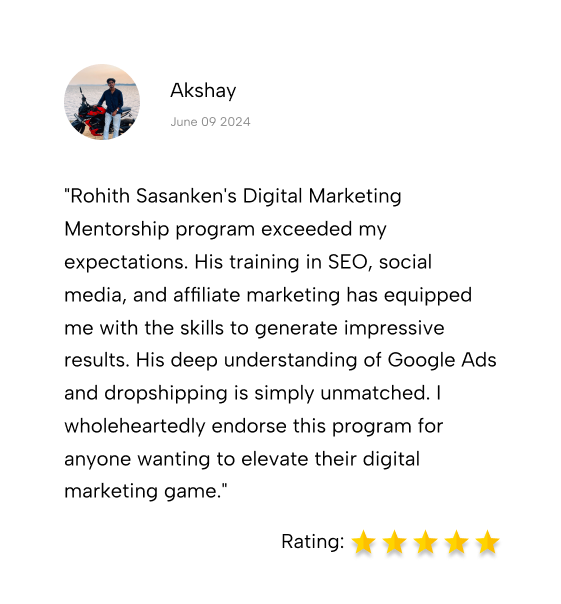 Akshay
June 09 2024
"Rohith Sasanken's Digital Marketing
Mentorship program exceeded my
expectations. His training in SEO, social
media, and affiliate marketing has equipped
me with the skills to generate impressive
results. His deep understanding of Google Ads
and dropshipping is simply unmatched. I
wholeheartedly endorse this program for
anyone wanting to elevate their digital
marketing game."
Rating: